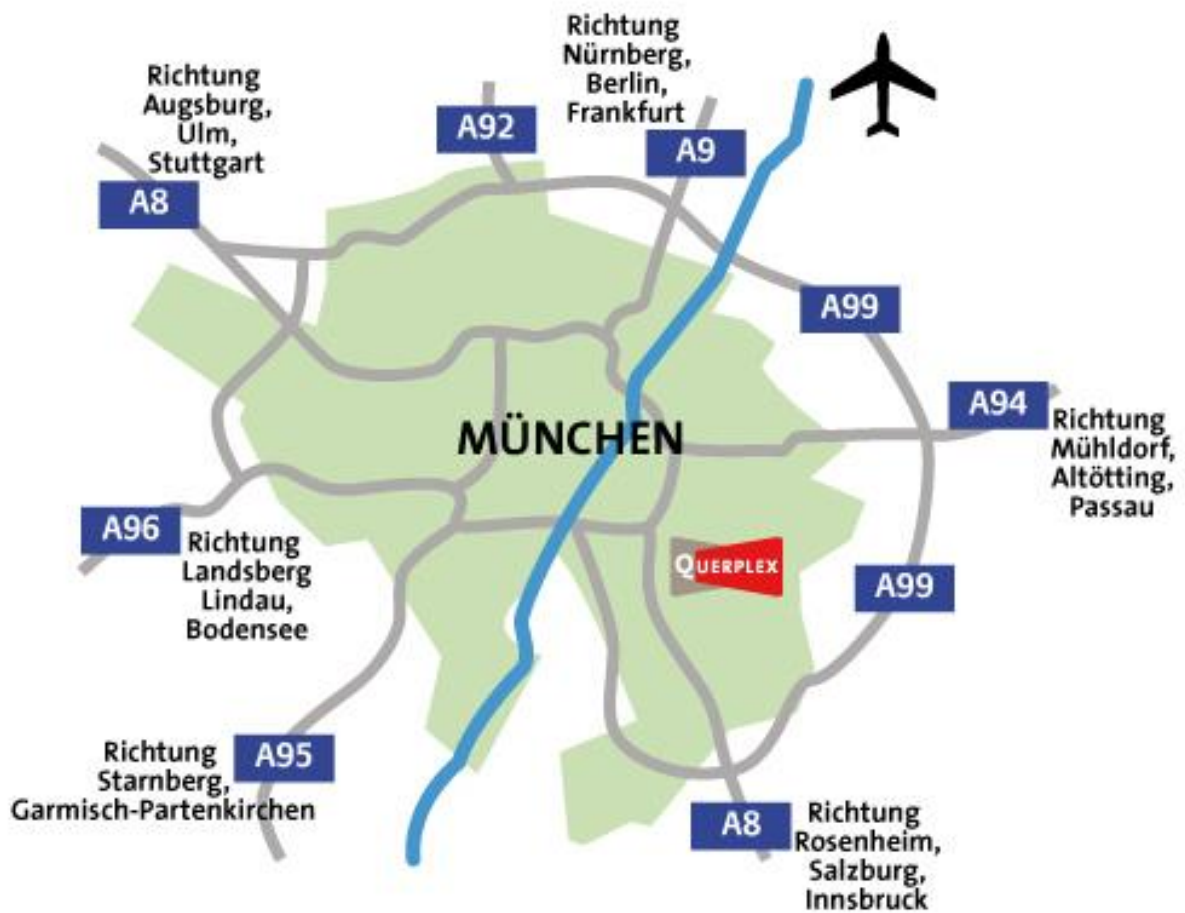 Richtung
Nürnberg,
Berlin,
Frankfurt
Richtung
Augsburg,
Ulm,
Stuttgart
A92
A9
A8
A99
A94
Richtung
Mühldorf,
Altötting,
Passau
MÜNCHEN
A96
Richtung
Landsberg
Lindau,
Bodensee
QUERPLEX
A99
Richtung
Starnberg,
Garmisch-Partenkirchen
A95
A8
Richtung
Rosenheim,
Salzburg,
Innsbruck